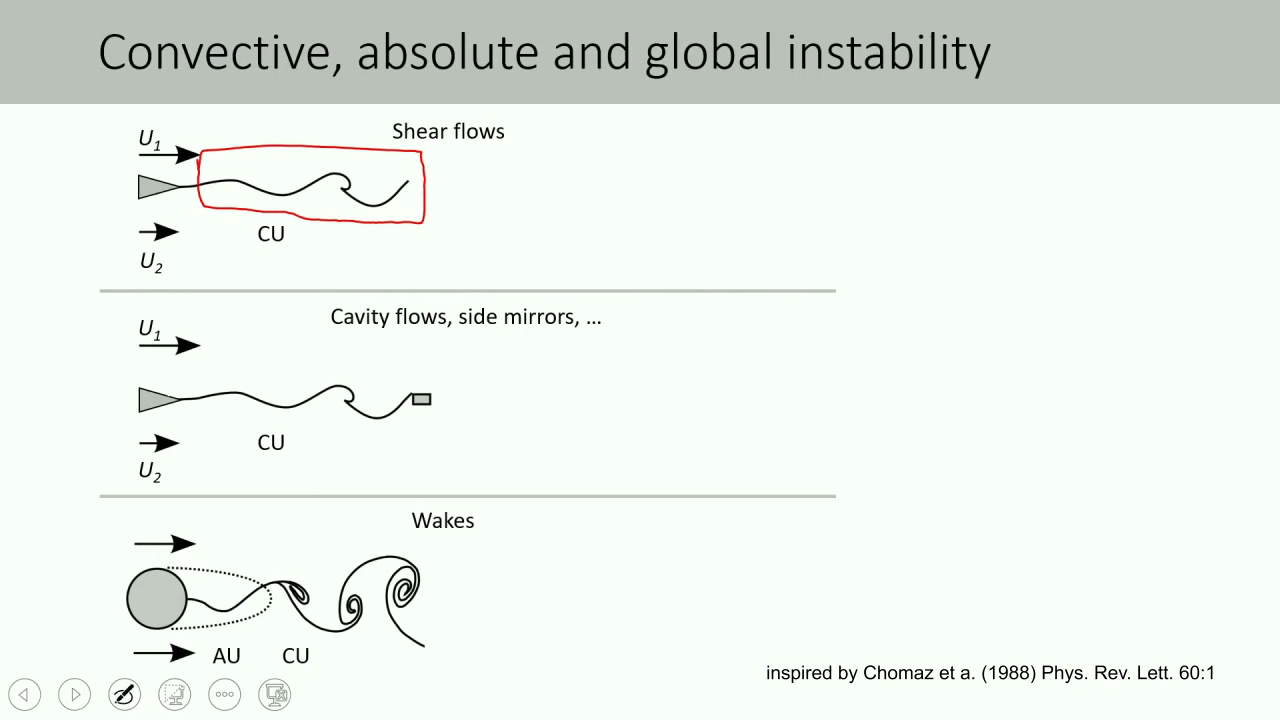 Convective, absolute and global instability
Shear flows
U1
CU
U2
Cavity flows, side mirrors, ...
U1
CU
U2
Wakes
AU CU
inspired by Chomaz et a. (1988) Phys. Rev. Lett. 60:1